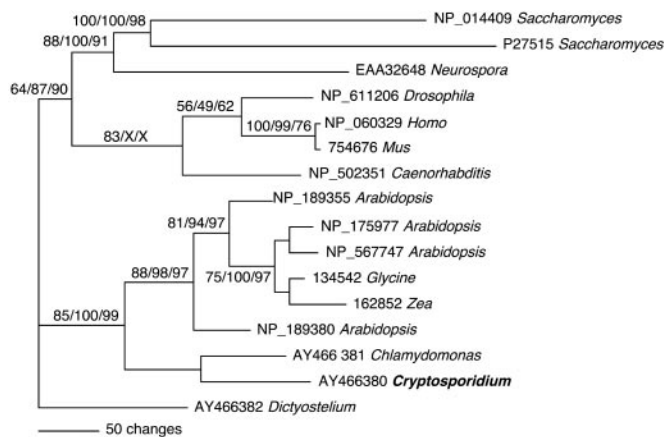 100/100/98
NP_014409 Saccharomyces
88/100/91
P27515 Saccharomyces
EAA32648 Neurospora
64/87/90
56/49/62
NP_611206 Drosophila
100/99/76
NP_060329 Homo
83/X/X
754676 Mus
NP_502351 Caenorhabditis
NP_189355 Arabidopsis
81/94/97
NP_175977 Arabidopsis
NP_567747 Arabidopsis
88/98/97
75/100/97
134542 Glycine
162852 Zea
85/100/99
NP_189380 Arabidopsis
AY466 381 Chlamydomonas
AY466380 Cryptosporidium
AY466382 Dictyostelium
50 changes